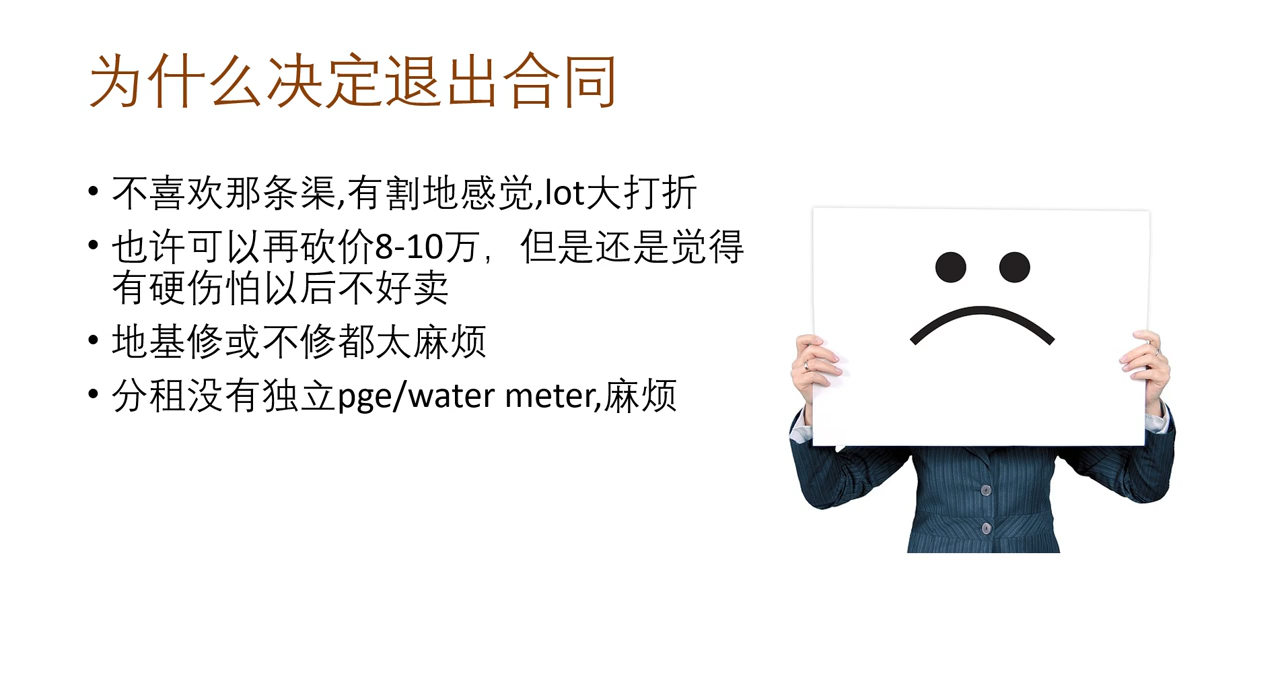 为什么决定退出合同
• 不喜欢那条渠,有割地感觉,lot大打折
• 也许可以再砍价8-10万，但是还是觉得
有硬伤怕以后不好卖
• 地基修或不修都太麻烦
• 分租没有独立pge/water meter,麻烦